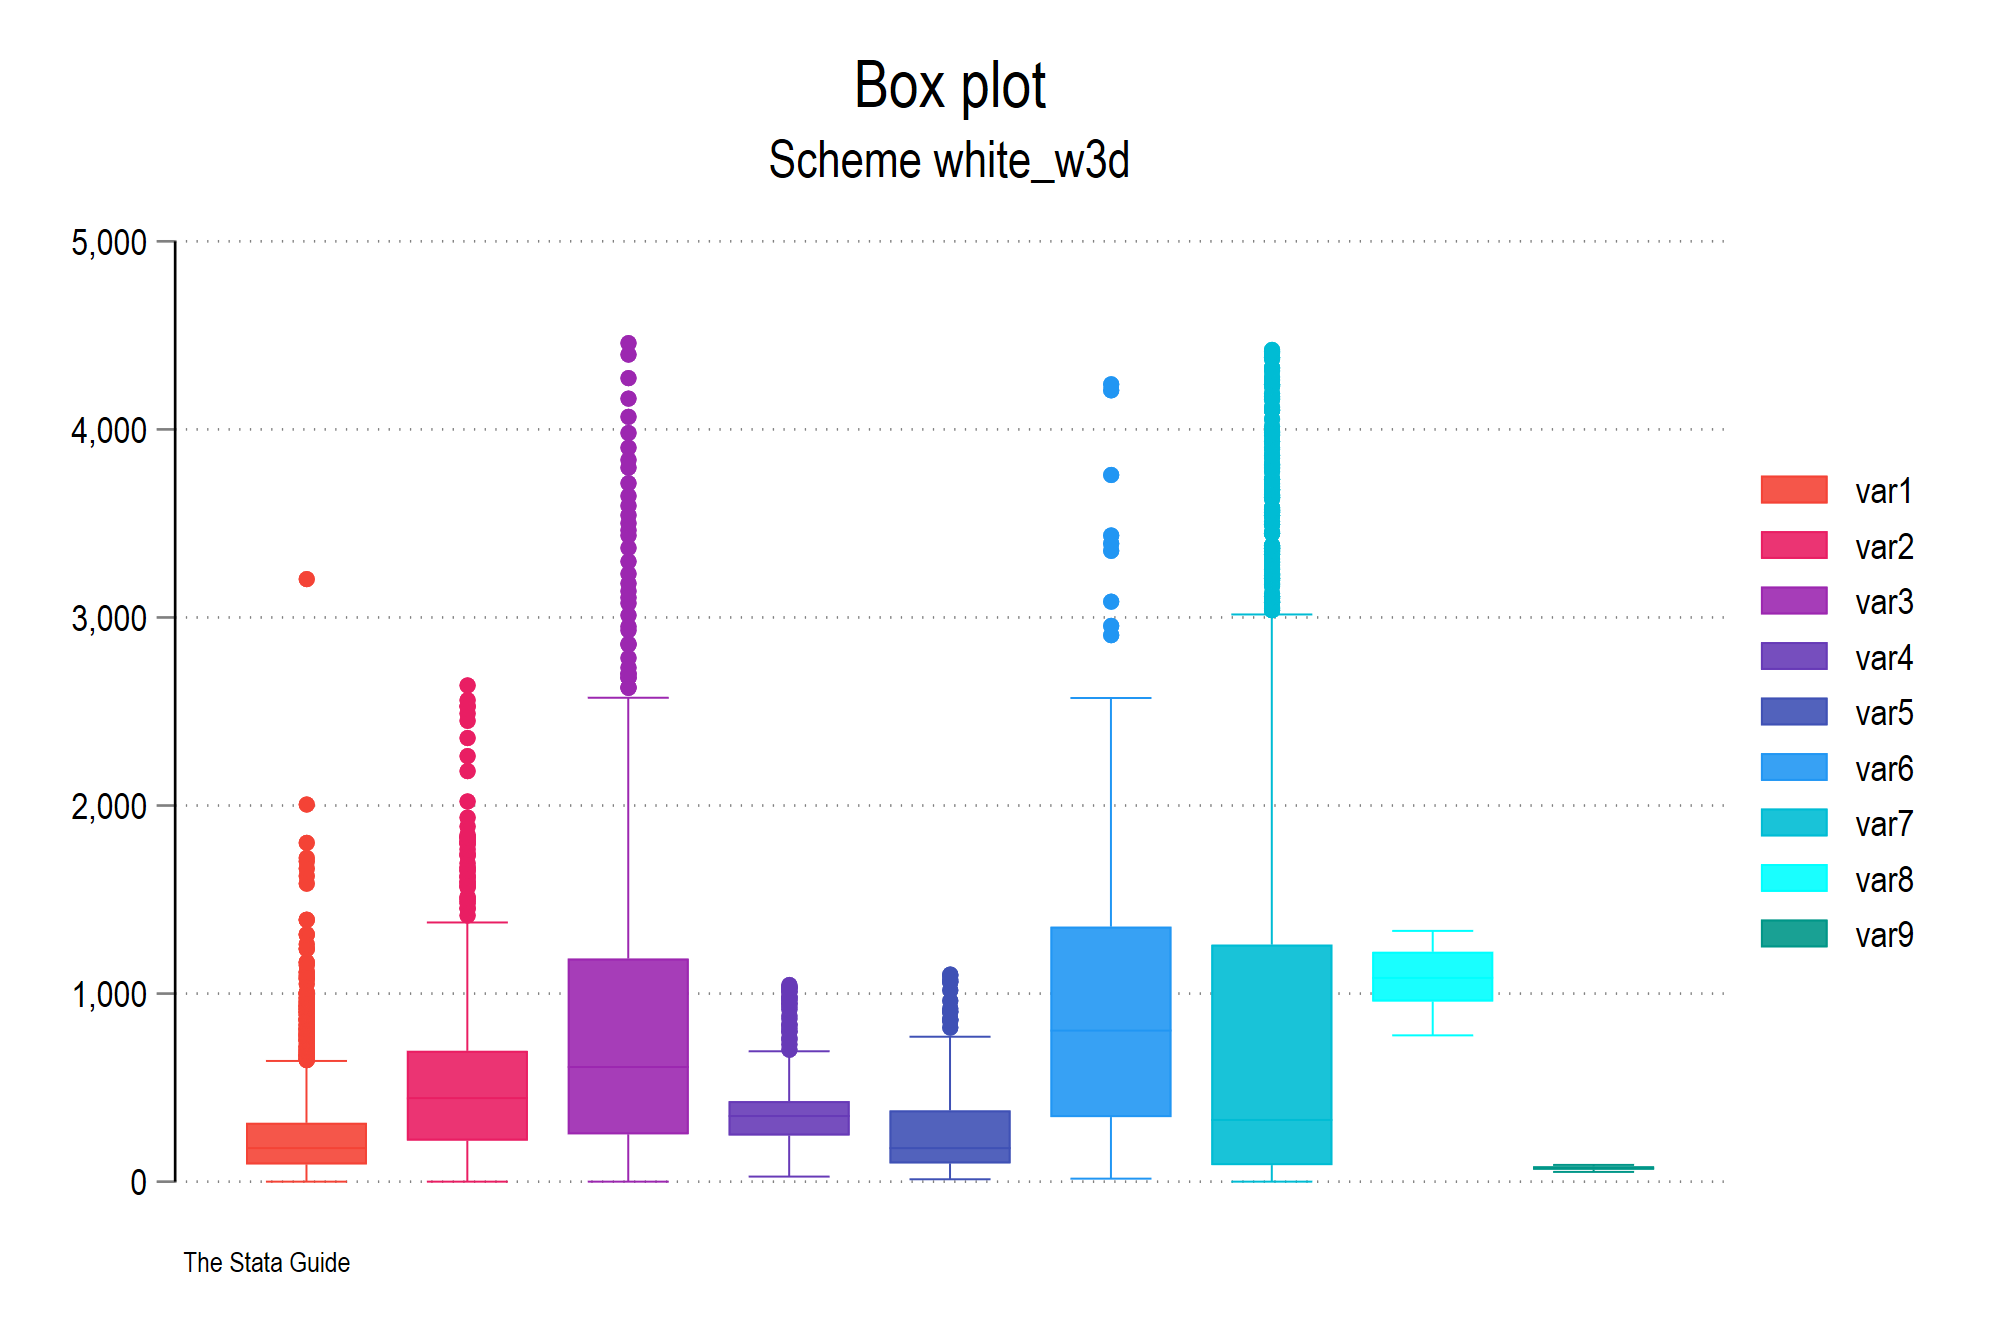 Box plot
Scheme white_w3d
5,000
4,000
3,000
2,000
1,000
0
var1
var2
var3
var4
var5
var6
var7
var8
var9
The Stata Guide